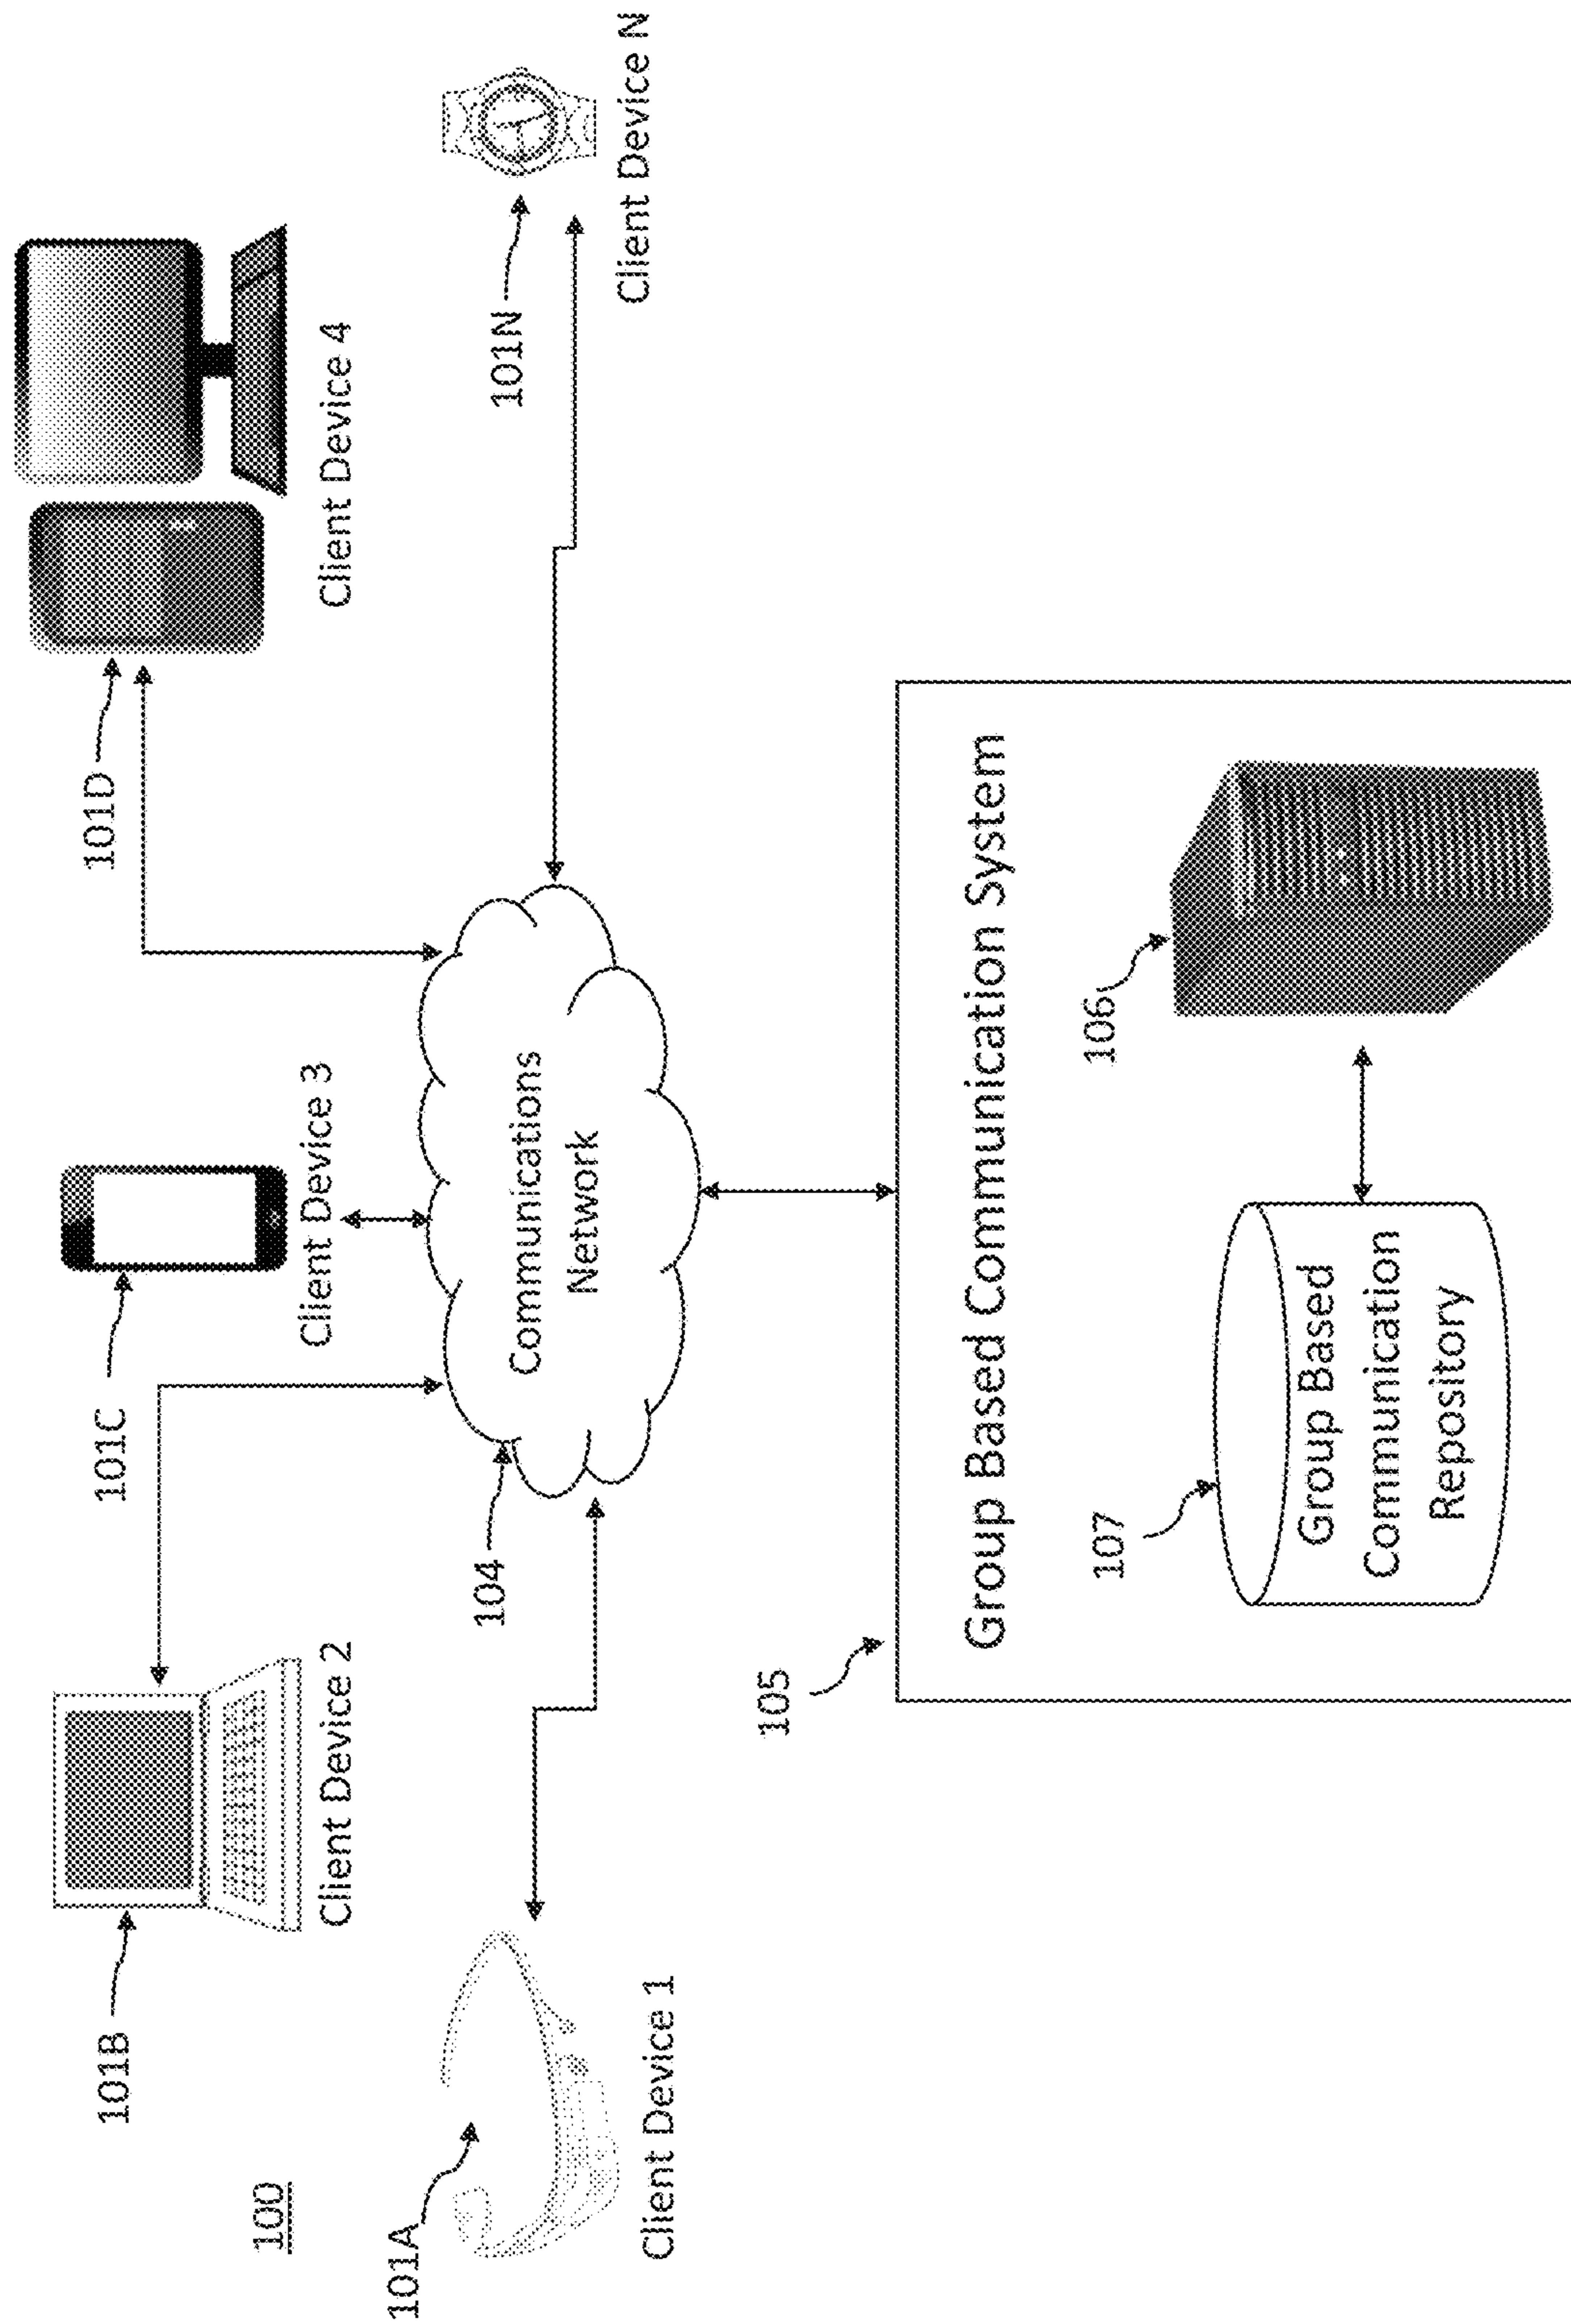 100
101A
Client Device 1
101B
Client Device 2
101C
Client Device 3
101D
Client Device 4
101N
Client Device N
104
Communications
Network
105
Group Based Communication System
106
107
Group Based
Communication
Repository